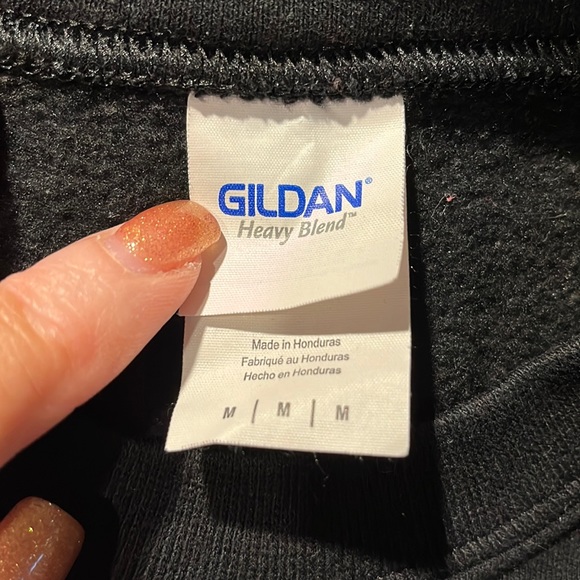 GILDAN®
Heavy Blend™
Made in Honduras
Fabriqué au Honduras
Hecho en Honduras
M | M | M